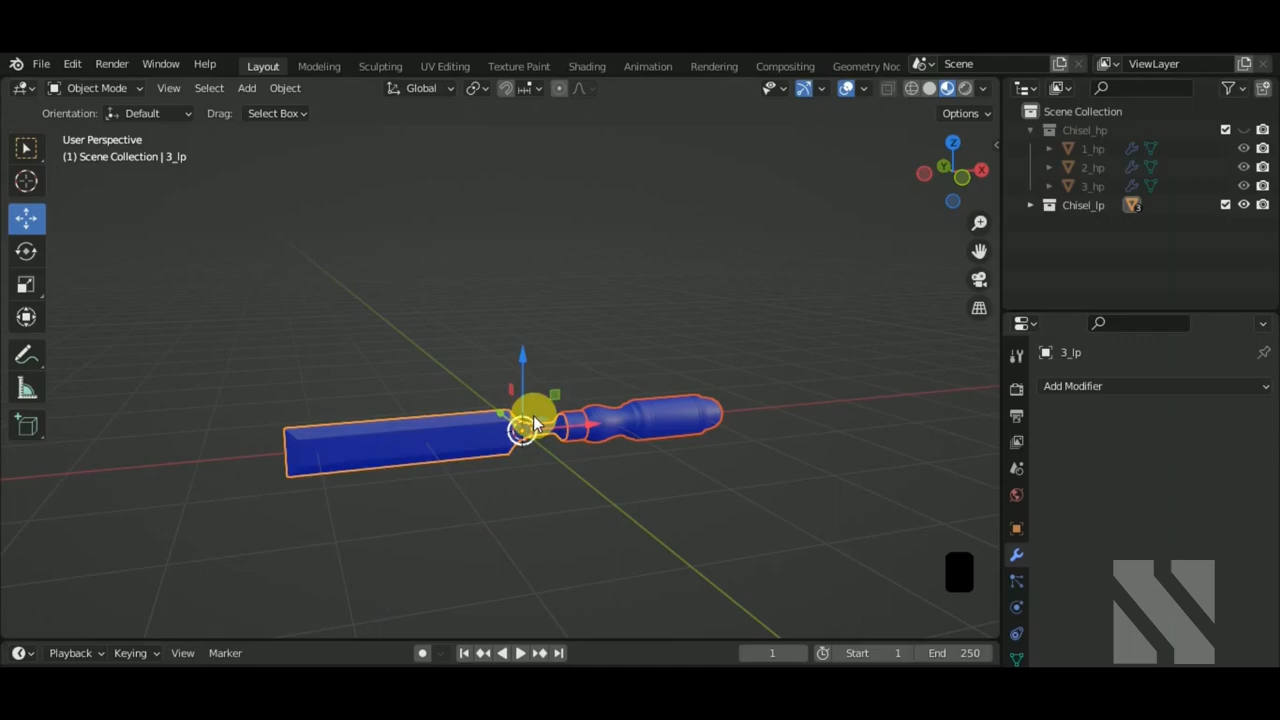 File Edit Render Window Help Layout Modeling Sculpting UV Editing Texture Paint Shading Animation Rendering Compositing Geometry Noc Scene ViewLayer
Object Mode View Select Add Object Global
Orientation: Default Drag: Select Box Options
User Perspective
(1) Scene Collection | 3_lp
Z
Y
X
Scene Collection
Chisel_hp
1_hp
2_hp
3_hp
Chisel_lp
3
3_lp
Add Modifier
Playback Keying View Marker 1 Start 1 End 250